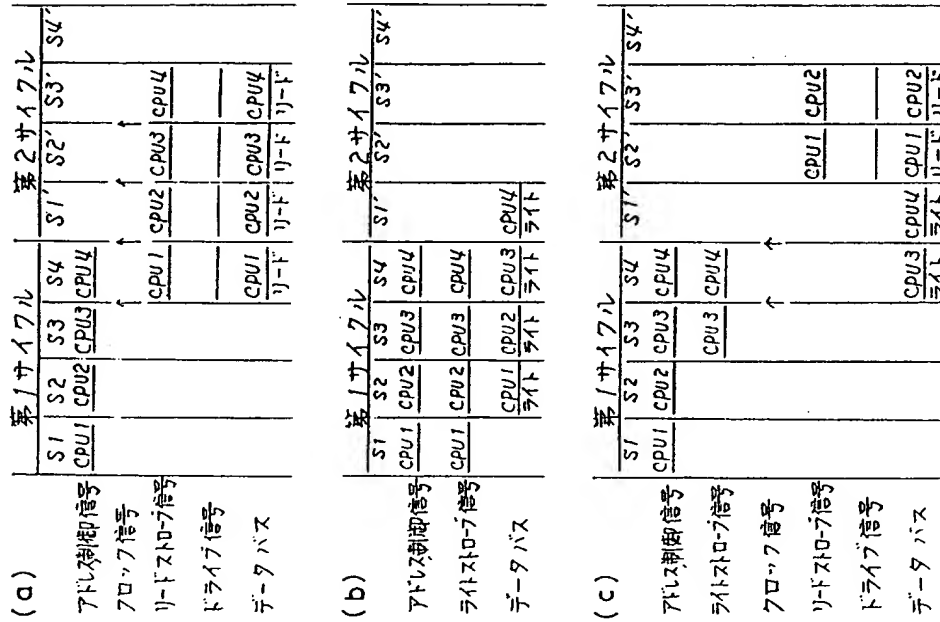 (a)
第1サイクル 第2サイクル
S1 S2 S3 S4 S1' S2' S3' S4'
アドレス制御信号 CPU1 CPU2 CPU3 CPU4
クロック信号
リードストローブ信号 CPU1 CPU2 CPU3 CPU4
ドライブ信号
データバス CPU1 CPU2 CPU3 CPU4
リード リード リード リード
(b)
第1サイクル 第2サイクル
S1 S2 S3 S4 S1' S2' S3' S4'
アドレス制御信号 CPU1 CPU2 CPU3 CPU4
ライトストローブ信号 CPU1 CPU2 CPU3 CPU4
データバス CPU1 CPU2 CPU3 CPU4
ライト ライト ライト ライト
(c)
第1サイクル 第2サイクル
S1 S2 S3 S4 S1' S2' S3' S4'
アドレス制御信号 CPU1 CPU2 CPU3 CPU4
ライトストローブ信号 CPU3 CPU4
クロック信号
リードストローブ信号 CPU1 CPU2
ドライブ信号
データバス CPU3 CPU4 CPU1 CPU2
ライト ライト リード リード